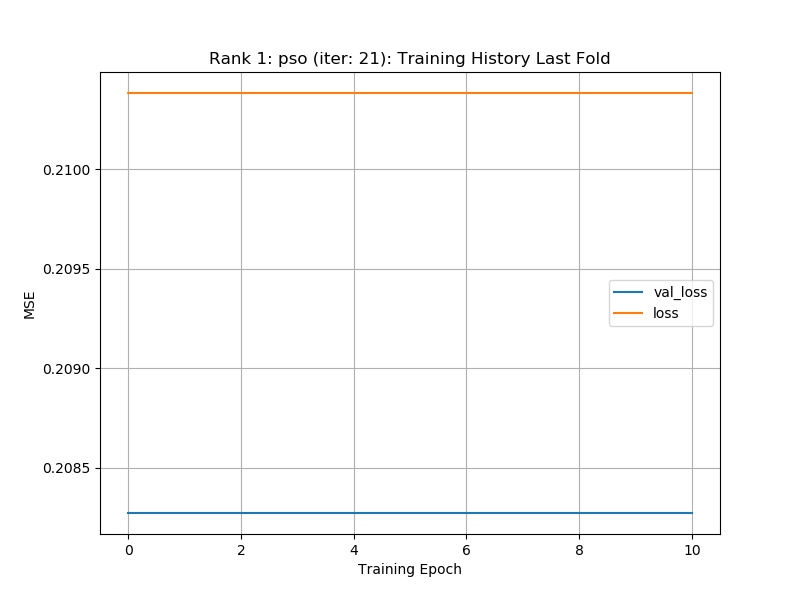 Rank 1: pso (iter: 21): Training History Last Fold
MSE
0.2100
0.2095
0.2090
0.2085
val_loss
loss
0 2 4 6 8 10
Training Epoch